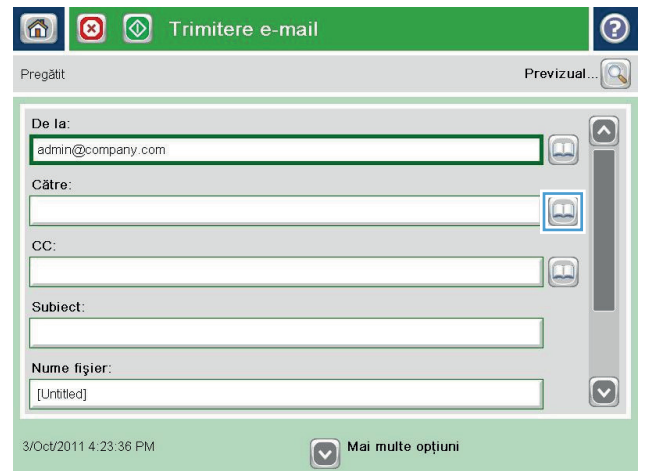 Trimitere e-mail
Pregătit
Previzual...
De la:
admin@company.com
Către:
CC:
Subiect:
Nume fişier:
[Untitled]
3/Oct/2011 4:23:36 PM
Mai multe opţiuni